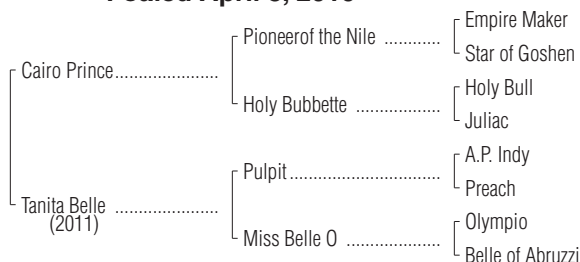 Empire Maker
Pioneerof the Nile ............
Star of Goshen
Cairo Prince......................
Holy Bull
Holy Bubbette ..................
Juliac
A.P. Indy
Pulpit................................
Preach
Tanita Belle ......................
(2011)
Olympio
Miss Belle O ....................
Belle of Abruzzi